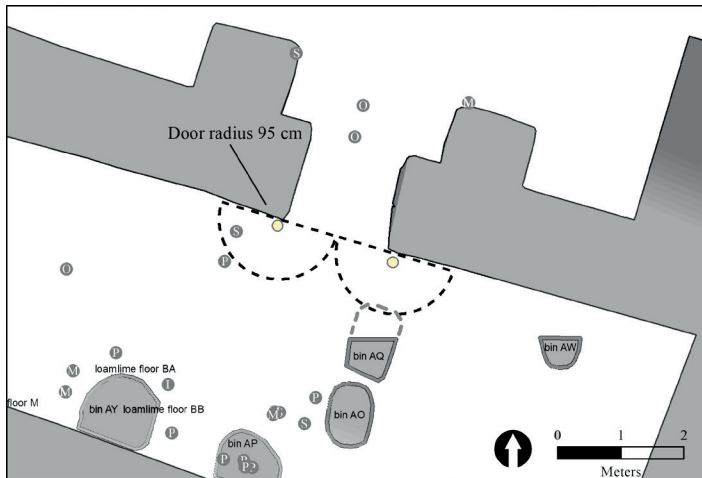 S
O
M
O
Door radius 95 cm
S
P
O
bin AQ
bin AW
P
loamlime floor BA
M
I
M
P
floor M
bin AY loamlime floor BB
M
S
bin AO
P
bin AP
P
P
P
0 1 2
Meters